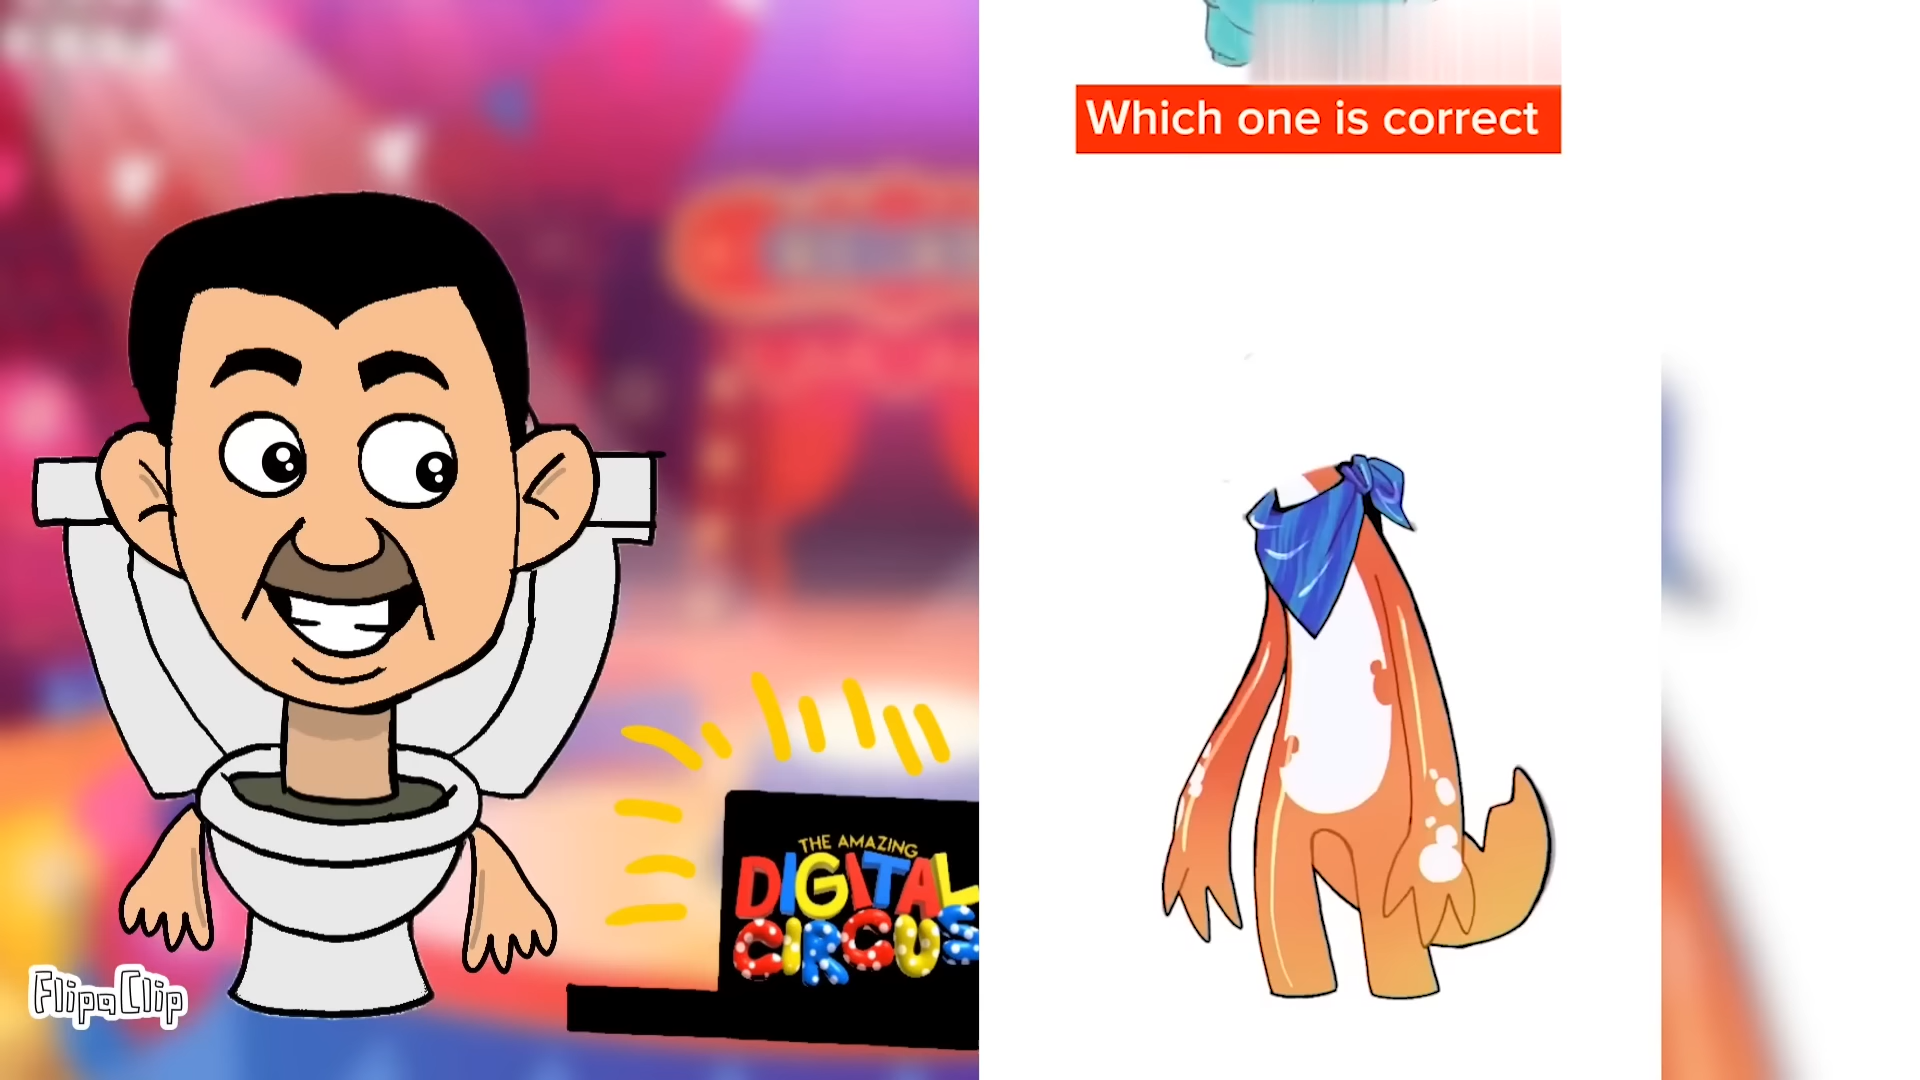 Which one is correct
THE AMAZING
DIGITAL
CIRCUS
FlipaClip